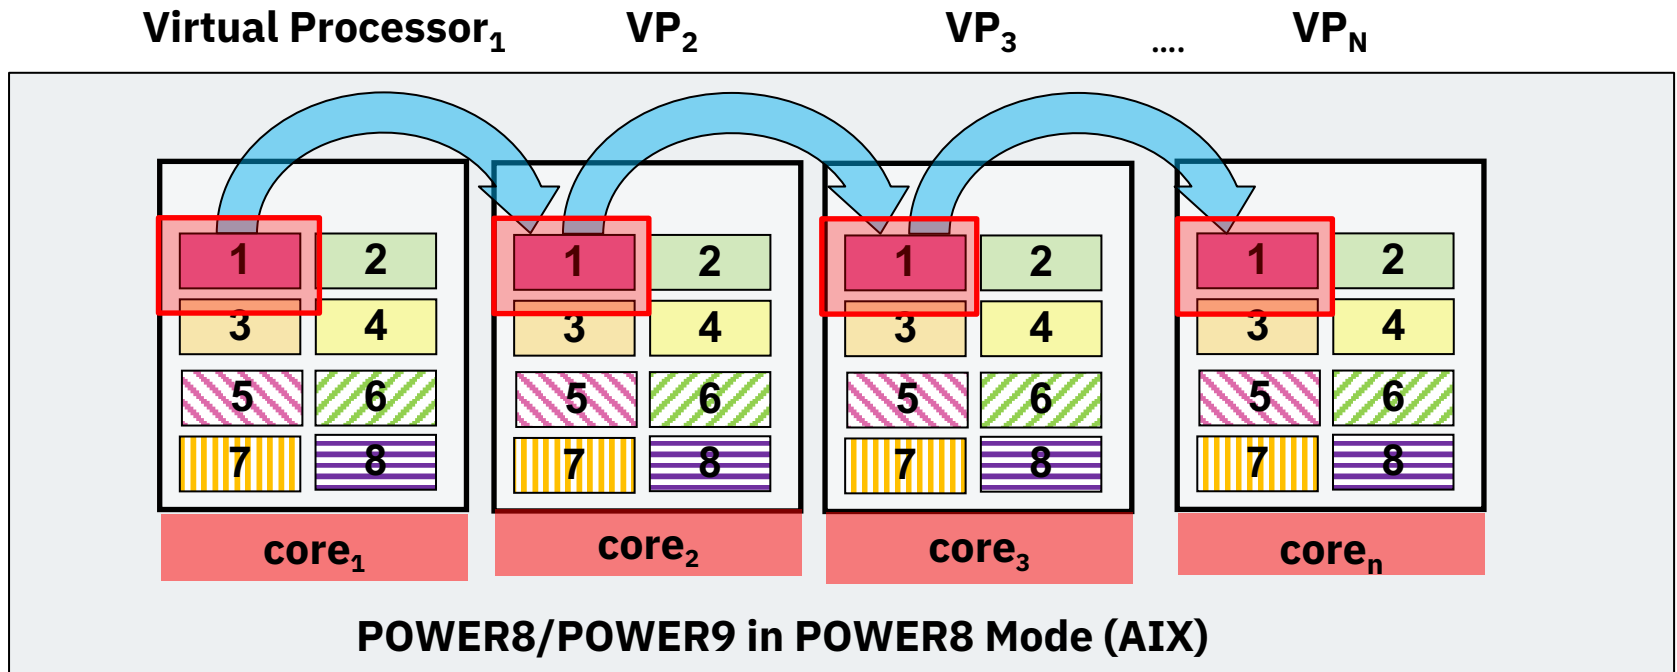 Virtual Processor1 VP2 VP3 .... VPN
1 2 1 2 1 2 1 2
3 4 3 4 3 4 3 4
5 6 5 6 5 6 5 6
7 8 7 8 7 8 7 8
core1 core2 core3 coren
POWER8/POWER9 in POWER8 Mode (AIX)